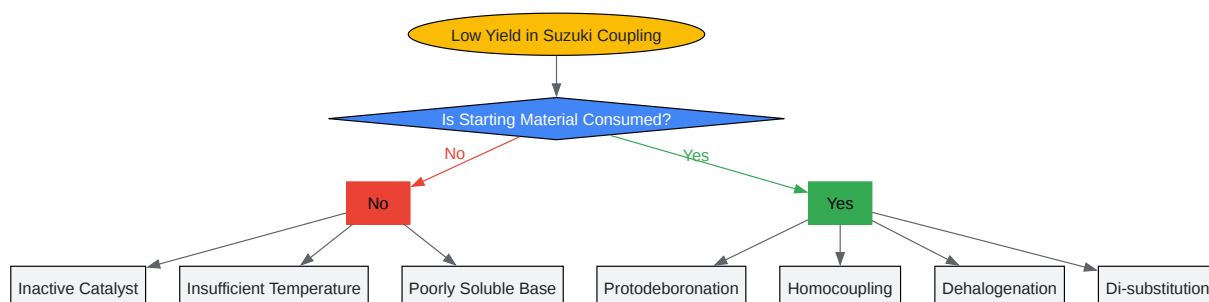 Low Yield in Suzuki Coupling
Is Starting Material Consumed?
No
Yes
No
Yes
Inactive Catalyst
Insufficient Temperature
Poorly Soluble Base
Protodeboronation
Homocoupling
Dehalogenation
Di-substitution